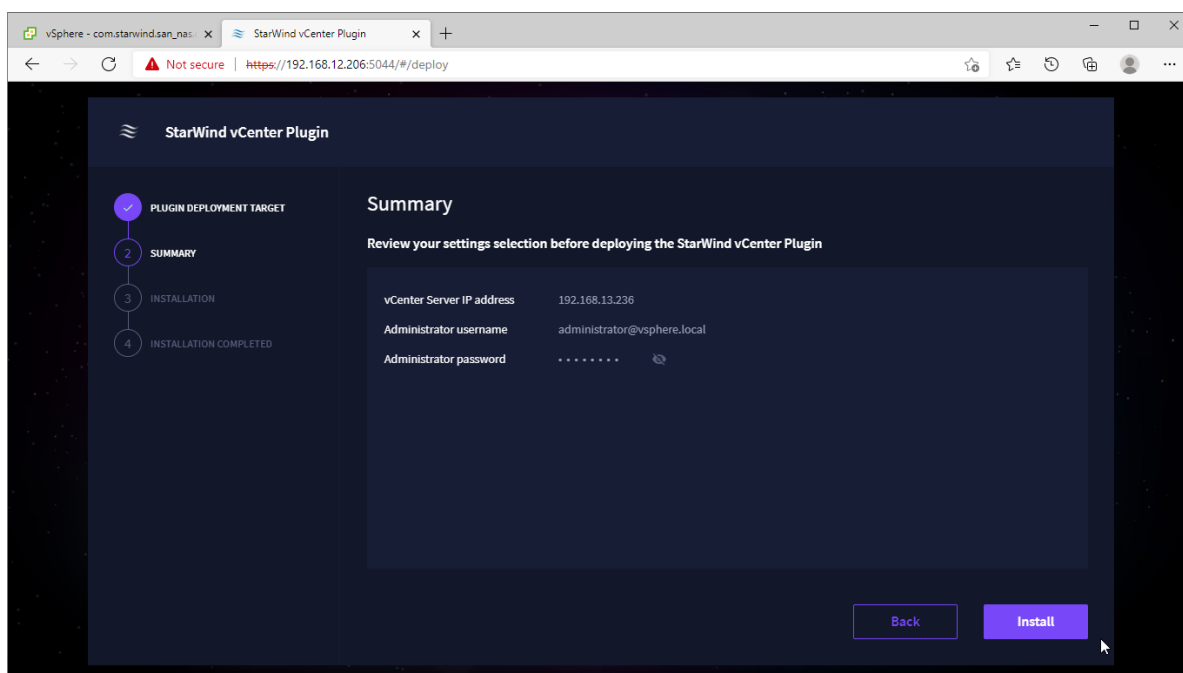 vSphere - com.starwind.san_nas.
StarWind vCenter Plugin
Not secure
https://192.168.12.206:5044/#/deploy
StarWind vCenter Plugin
PLUGIN DEPLOYMENT TARGET
2 SUMMARY
3 INSTALLATION
4 INSTALLATION COMPLETED
Summary
Review your settings selection before deploying the StarWind vCenter Plugin
vCenter Server IP address 192.168.13.236
Administrator username administrator@vsphere.local
Administrator password ••••••••
Back
Install